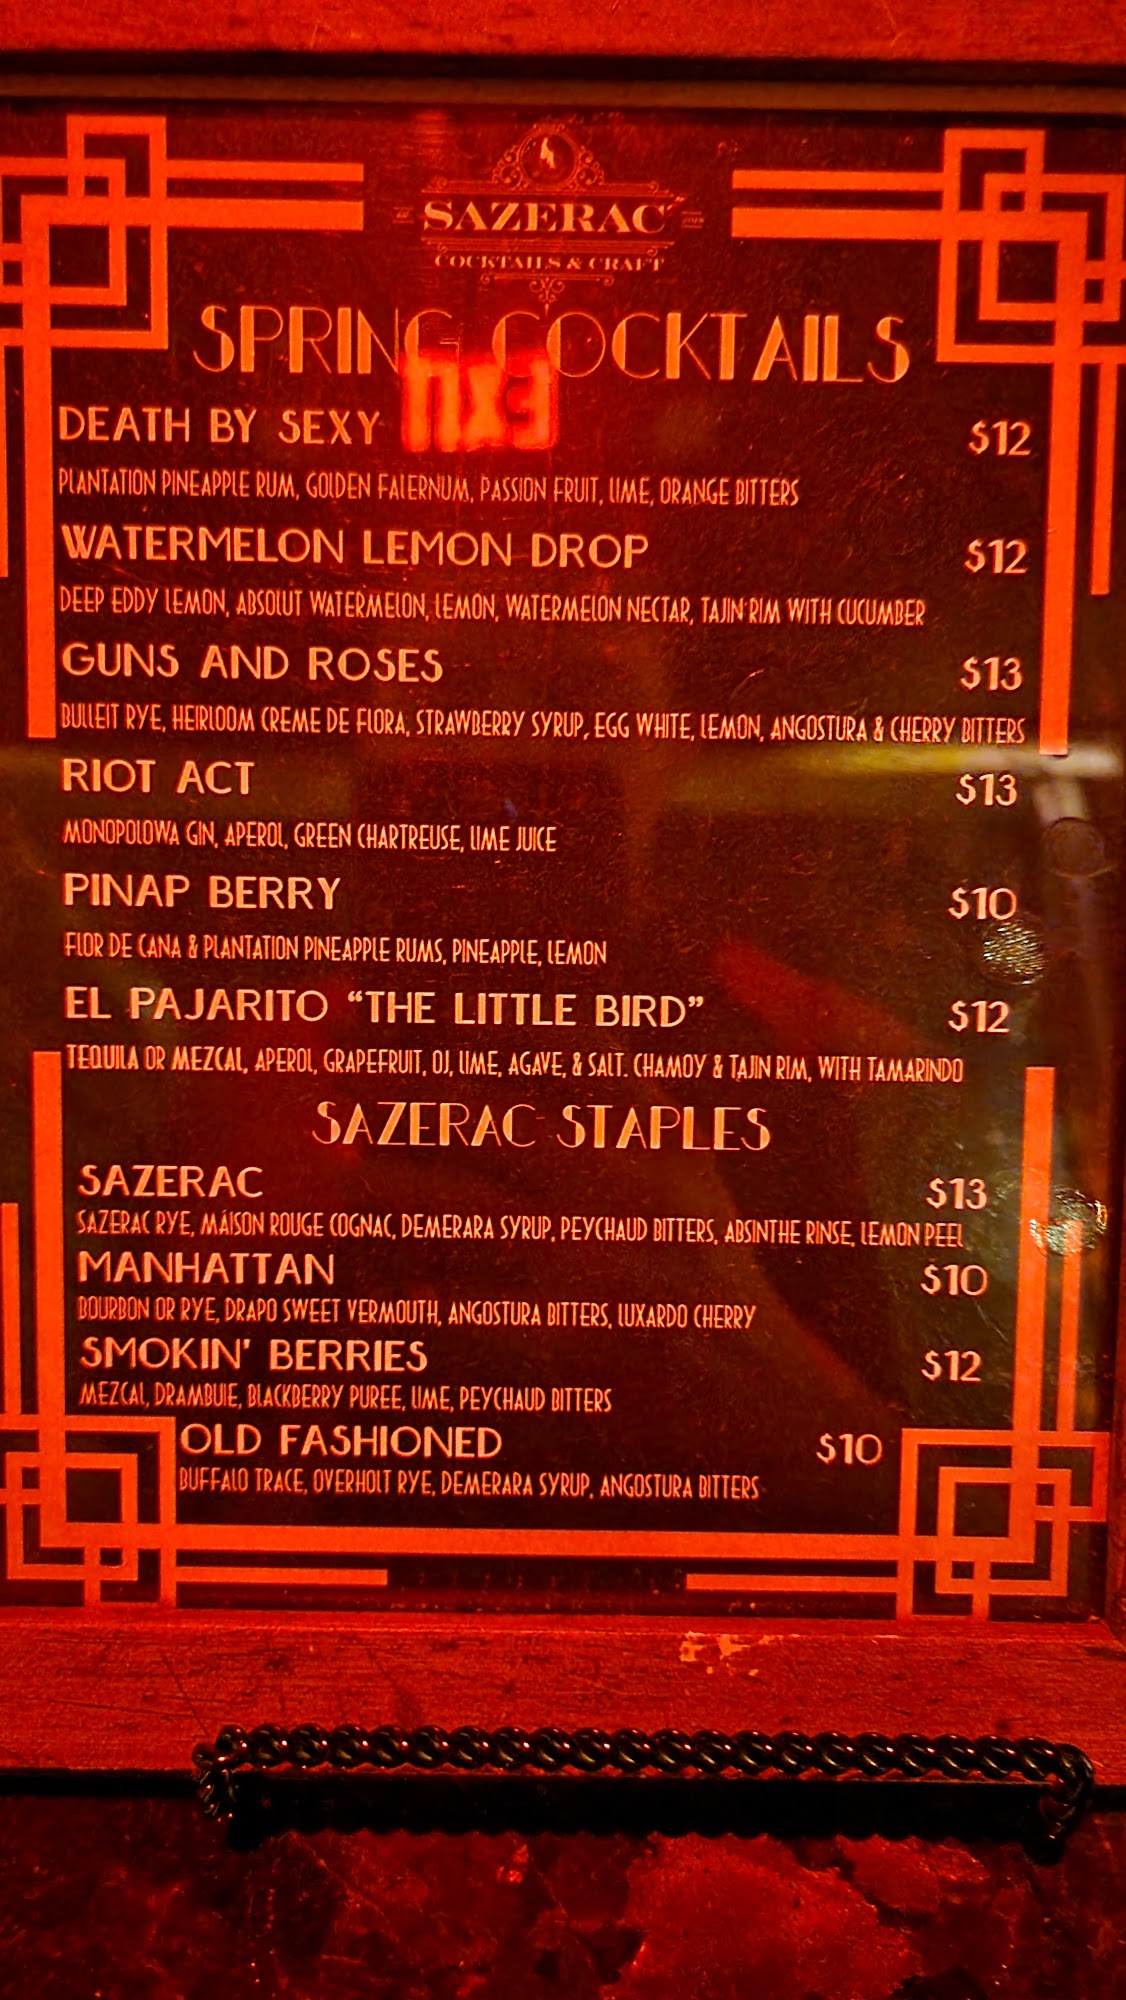 SAZERAC
COCKTAILS & CRAFT
SPRING COCKTAILS
DEATH BY SEXY $12
PLANTATION PINEAPPLE RUM, GOLDEN FALERNUM, PASSION FRUIT, LIME, ORANGE BITTERS
WATERMELON LEMON DROP $12
DEEP EDDY LEMON, ABSOLUT WATERMELON, LEMON, WATERMELON NECTAR, TAJIN RIM WITH CUCUMBER
GUNS AND ROSES $13
BULLEIT RYE, HEIRLOOM CREME DE FLORA, STRAWBERRY SYRUP, EGG WHITE, LEMON, ANGOSTURA & CHERRY BITTERS
RIOT ACT $13
MONOPOLOWA GIN, APEROL, GREEN CHARTREUSE, LIME JUICE
PINAP BERRY $10
FLOR DE CANA & PLANTATION PINEAPPLE RUMS, PINEAPPLE, LEMON
EL PAJARITO “THE LITTLE BIRD” $12
TEQUILA OR MEZCAL, APEROL, GRAPEFRUIT, OJ, LIME, AGAVE, & SALT. CHAMOY & TAJIN RIM, WITH TAMARINDO
SAZERAC STAPLES
SAZERAC $13
SAZERAC RYE, MÁISON ROUGE COGNAC, DEMERARA SYRUP, PEYCHAUD BITTERS, ABSINTHE RINSE, LEMON PEEL
MANHATTAN $10
BOURBON OR RYE, DRAPO SWEET VERMOUTH, ANGOSTURA BITTERS, LUXARDO CHERRY
SMOKIN' BERRIES $12
MEZCAL, DRAMBUIE, BLACKBERRY PUREE, LIME, PEYCHAUD BITTERS
OLD FASHIONED $10
BUFFALO TRACE, OVERHOLT RYE, DEMERARA SYRUP, ANGOSTURA BITTERS